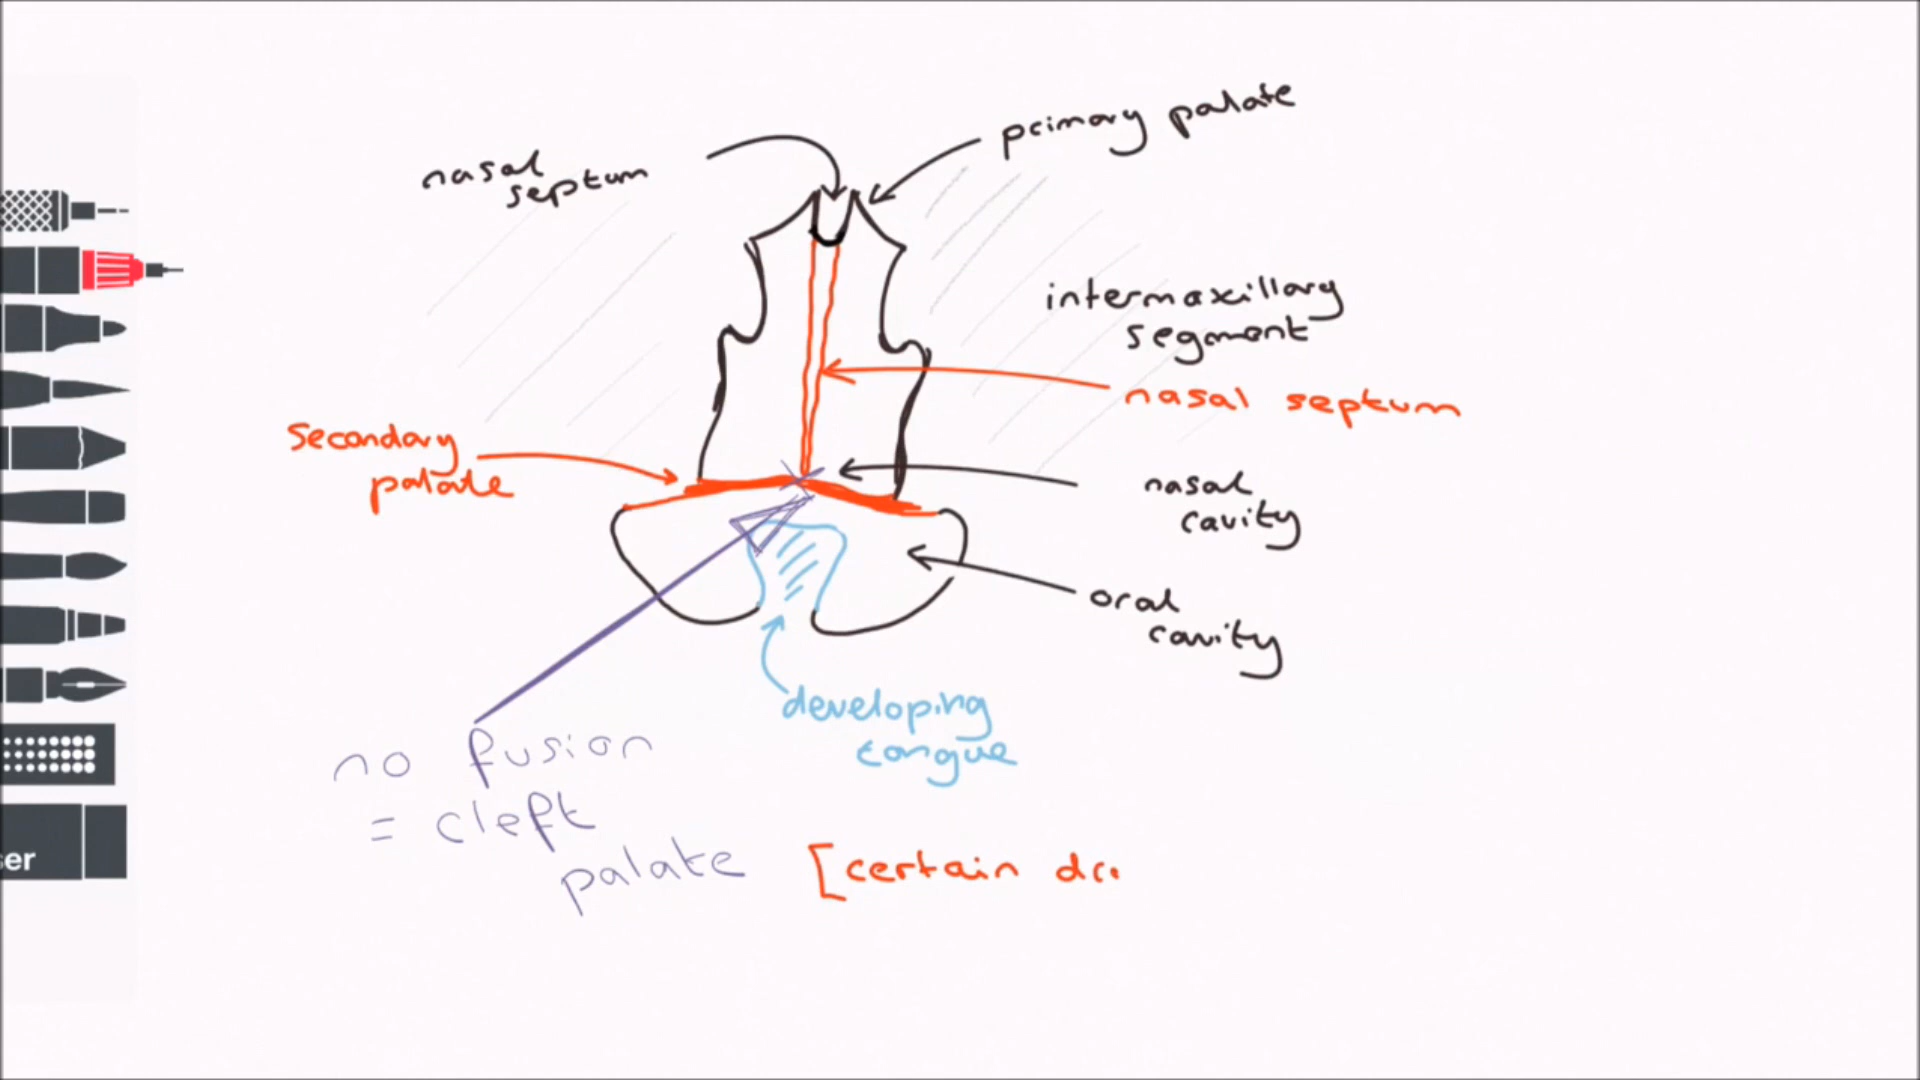 primary palate
nasal
septum
intermaxillary
segment
nasal septum
secondary
palate
nasal
cavity
oral
cavity
developing
tongue
no fusion
= cleft
palate [certain
ser